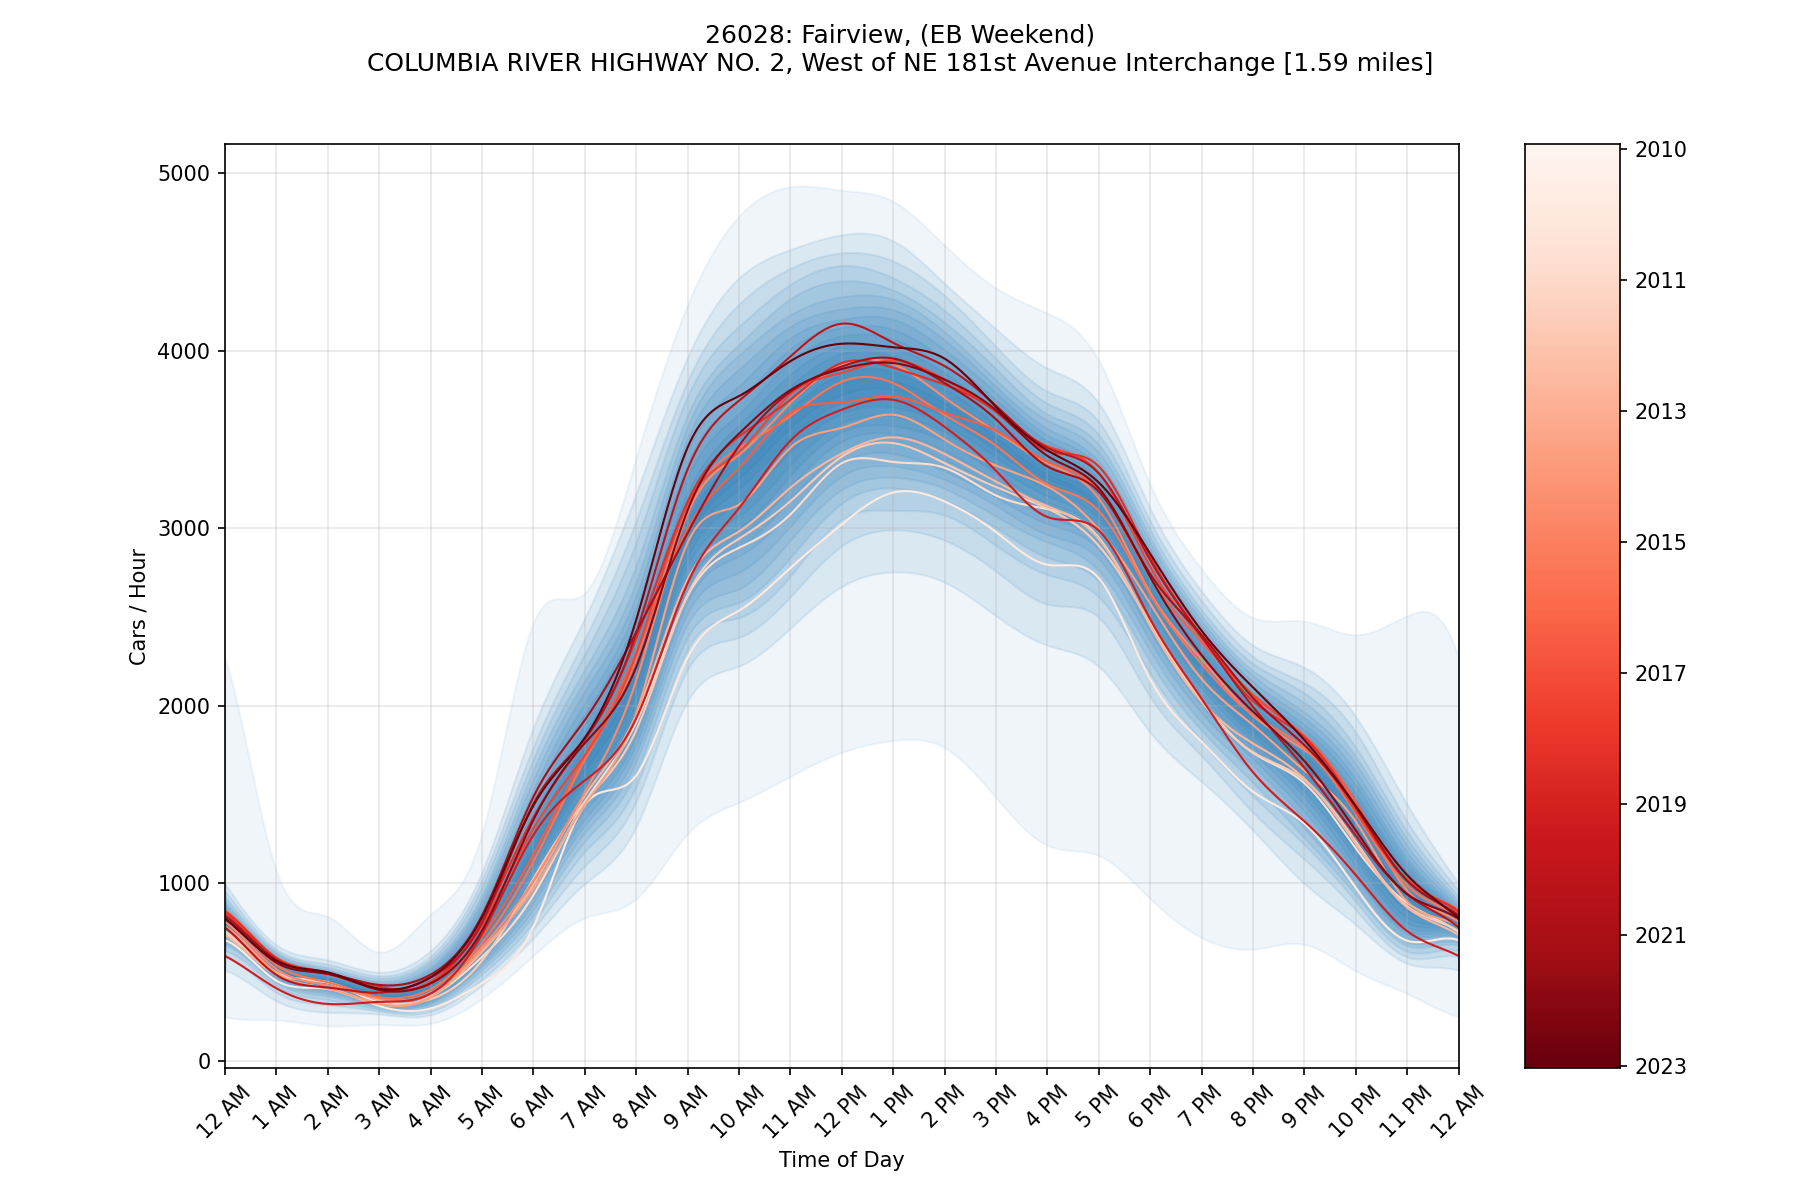 26028: Fairview, (EB Weekend)
COLUMBIA RIVER HIGHWAY NO. 2, West of NE 181st Avenue Interchange [1.59 miles]
5000
4000
3000
2000
1000
0
Cars / Hour
12 AM
1 AM
2 AM
3 AM
4 AM
5 AM
6 AM
7 AM
8 AM
9 AM
10 AM
11 AM
12 PM
1 PM
2 PM
3 PM
4 PM
5 PM
6 PM
7 PM
8 PM
9 PM
10 PM
11 PM
12 AM
Time of Day
2010
2011
2013
2015
2017
2019
2021
2023